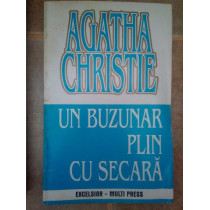 AGATHA
CHRISTIE
UN BUZUNAR
PLIN
CU SECARĂ
EXCELSIOR - MULTI PRESS